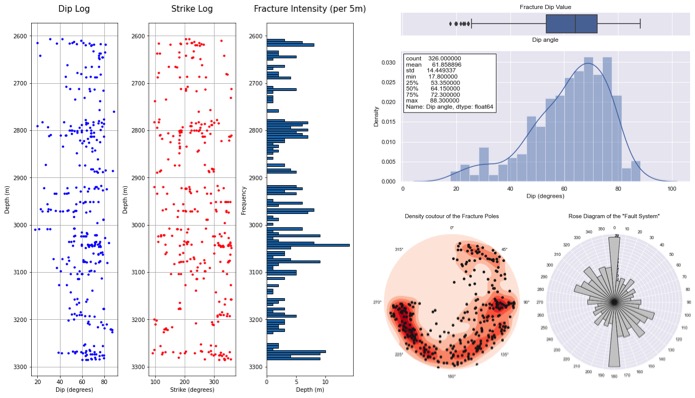 Dip Log
Strike Log
Fracture Intensity (per 5m)
2600
2700
2800
2900
3000
3100
3200
3300
Depth (m)
20 40 60 80
Dip (degrees)
2600
2700
2800
2900
3000
3100
3200
3300
Depth (m)
100 200 300
Strike (degrees)
2600
2700
2800
2900
3000
3100
3200
3300
Frequency
0 5 10
Depth (m)
Fracture Dip Value
Dip angle
count 326.000000
mean 61.858896
std 14.449337
min 17.800000
25% 53.350000
50% 64.150000
75% 72.300000
max 88.300000
Name: Dip angle, dtype: float64
0.030
0.025
0.020
0.015
0.010
0.005
0.000
Density
0 20 40 60 80 100
Dip (degrees)
Density coutour of the Fracture Poles
0°
45°
90°
135°
180°
225°
270°
315°
Rose Diagram of the "Fault System"